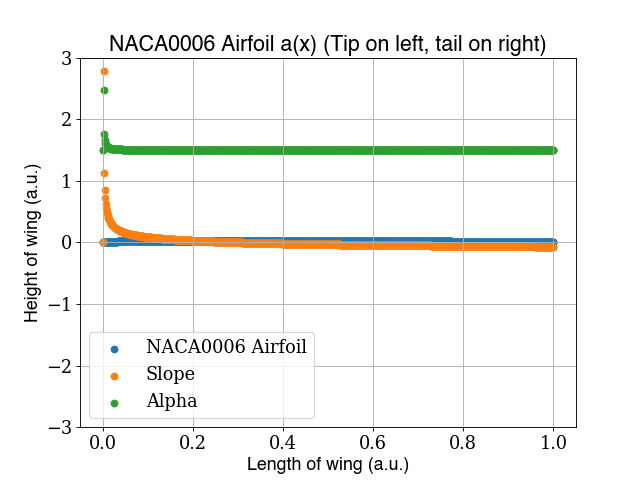 NACA0006 Airfoil a(x) (Tip on left, tail on right)
Height of wing (a.u.)
3
2
1
0
−1
−2
−3
NACA0006 Airfoil
Slope
Alpha
0.0 0.2 0.4 0.6 0.8 1.0
Length of wing (a.u.)